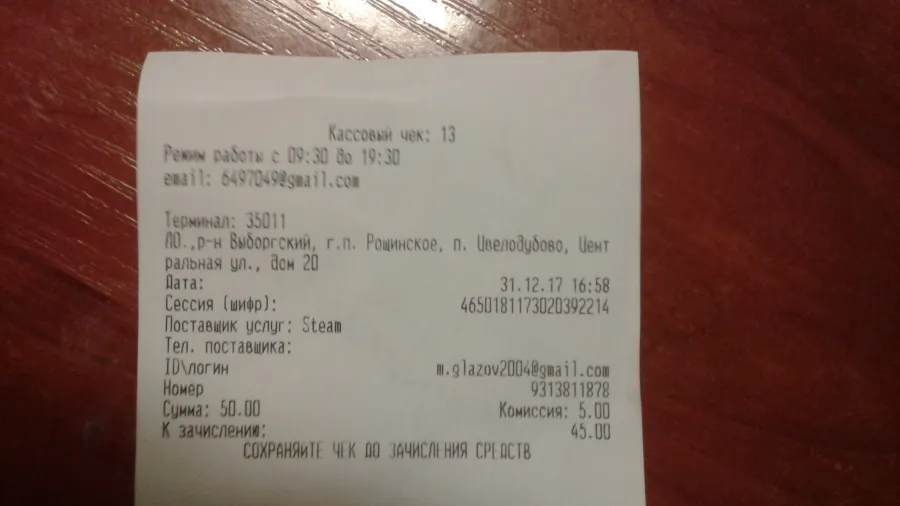 Кассовый чек: 13
Режим работы с 09:30 до 19:30
email: 6497049@gmail.com
Терминал: 35011
ЛО.,р-н Выборгский, г.п. Рощинское, п. Цвелодубово, Цент
ральная ул., дом 20
Дата: 31.12.17 16:58
Сессия (шифр): 4650181173020392214
Поставщик услуг: Steam
Тел. поставщика:
ID\логин m.glazov2004@gmail.com
Номер 9313811878
Сумма: 50.00 Комиссия: 5.00
К зачислению: 45.00
СОХРАНЯйТЕ ЧЕК ДО ЗАЧИСЛЕНИЯ СРЕДСТВ